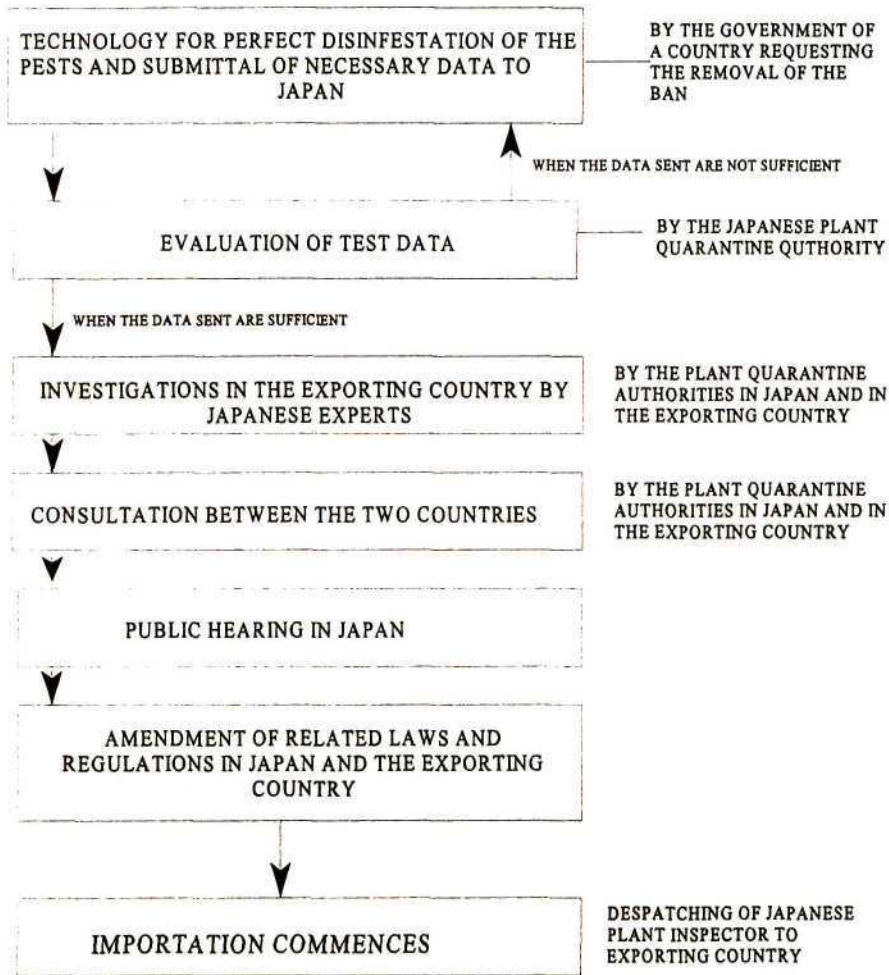 TECHNOLOGY FOR PERFECT DISINFESTATION OF THE
PESTS AND SUBMITTAL OF NECESSARY DATA TO
JAPAN
BY THE GOVERNMENT OF
A COUNTRY REQUESTING
THE REMOVAL OF THE
BAN
WHEN THE DATA SENT ARE NOT SUFFICIENT
EVALUATION OF TEST DATA
BY THE JAPANESE PLANT
QUARANTINE QUTHORITY
WHEN THE DATA SENT ARE SUFFICIENT
INVESTIGATIONS IN THE EXPORTING COUNTRY BY
JAPANESE EXPERTS
BY THE PLANT QUARANTINE
AUTHORITIES IN JAPAN AND IN
THE EXPORTING COUNTRY
CONSULTATION BETWEEN THE TWO COUNTRIES
BY THE PLANT QUARANTINE
AUTHORITIES IN JAPAN AND IN
THE EXPORTING COUNTRY
PUBLIC HEARING IN JAPAN
AMENDMENT OF RELATED LAWS AND
REGULATIONS IN JAPAN AND THE EXPORTING
COUNTRY
IMPORTATION COMMENCES
DESPATCHING OF JAPANESE
PLANT INSPECTOR TO
EXPORTING COUNTRY